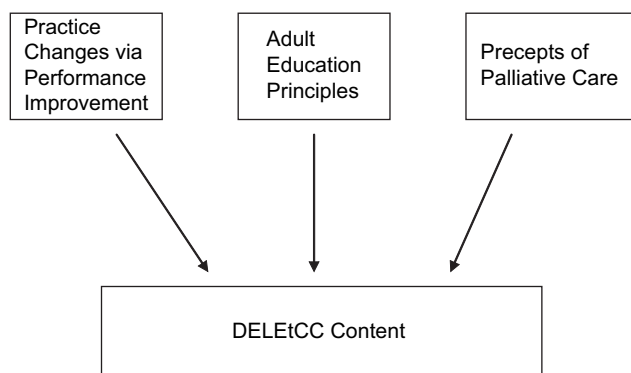 Practice
Changes via
Performance
Improvement
Adult
Education
Principles
Precepts of
Palliative Care
DELEtCC Content